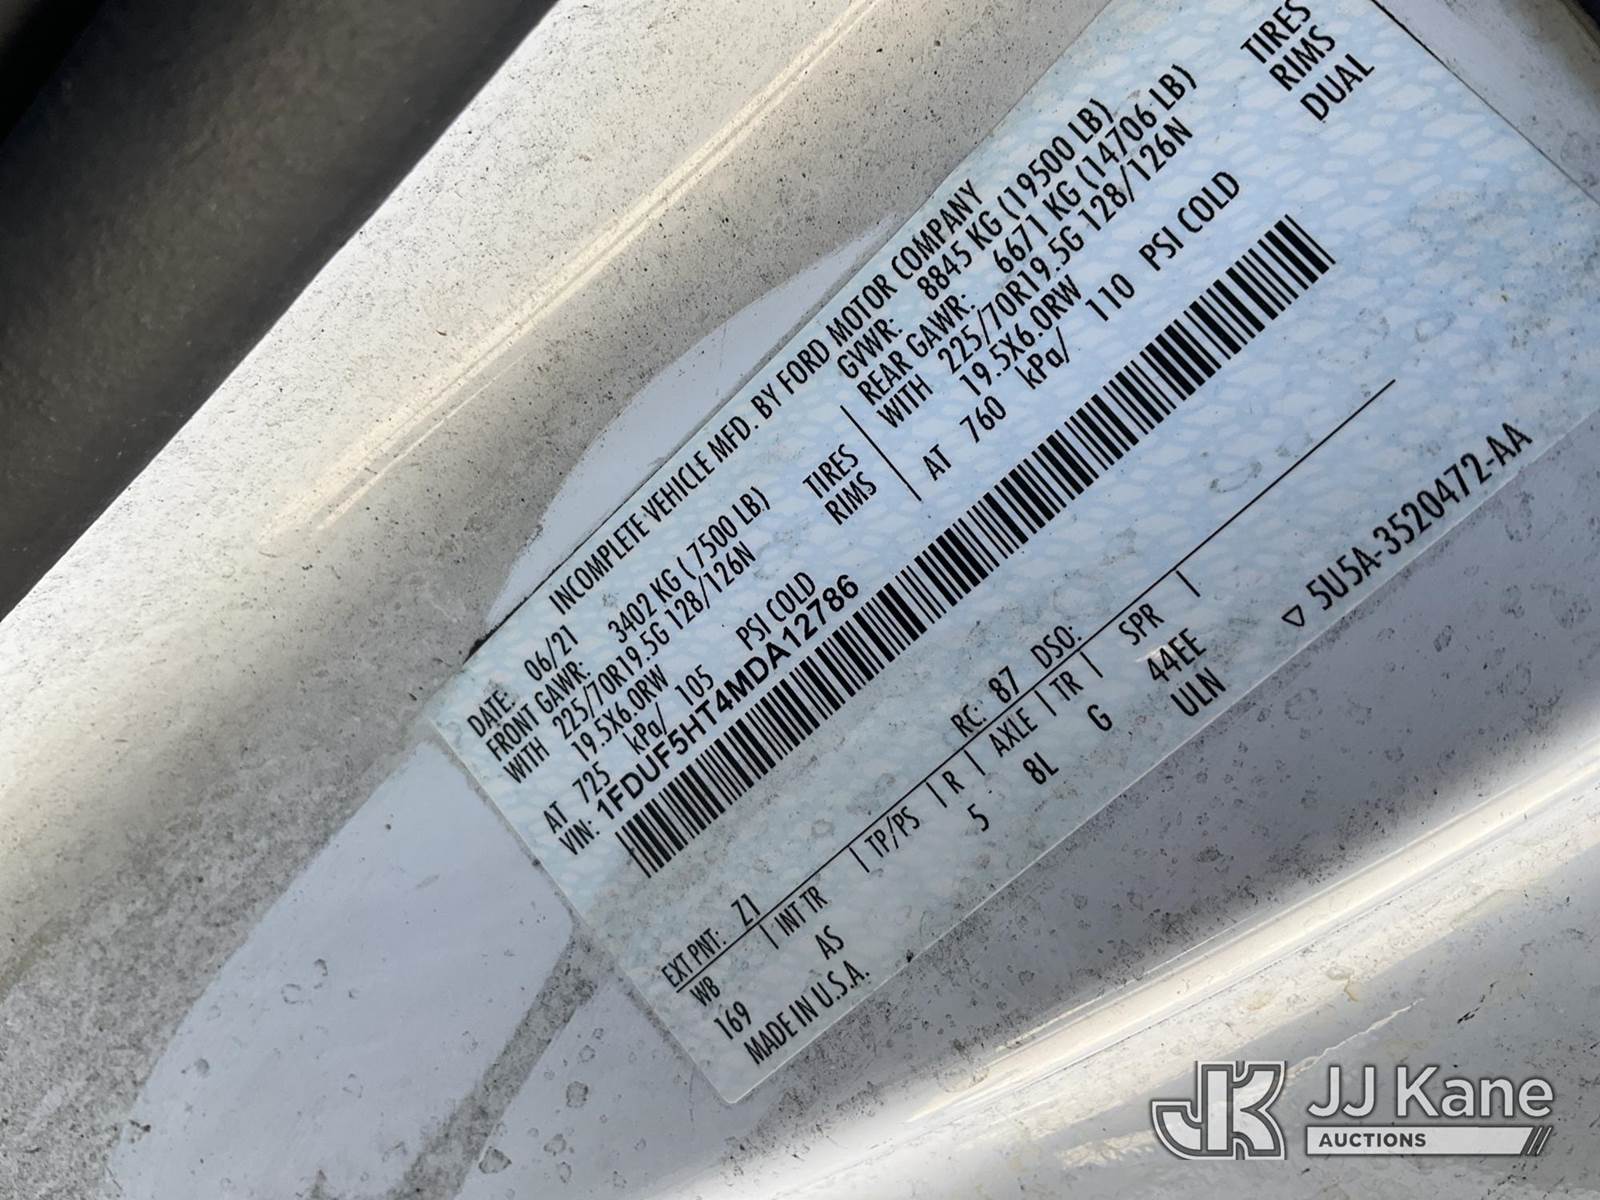 INCOMPLETE VEHICLE MFD. BY FORD MOTOR COMPANY
DATE: 06/21 GVWR: 8845 KG (19500 LB)
FRONT GAWR: 3402 KG (7500 LB) REAR GAWR: 6671 KG (14706 LB)
WITH 225/70R19.5G 128/126N TIRES WITH 225/70R19.5G 128/126N TIRES
19.5X6.0RW RIMS 19.5X6.0RW RIMS
AT 725 kPa/ 105 PSI COLD AT 760 kPa/ 110 PSI COLD DUAL
VIN: 1FDUF5HT4MDA12786
EXT PNT: Z1 RC: 87 DSO:
WB | INT TR | TP/PS | R | AXLE | TR | SPR |
169 AS 5 8L G 44EE
MADE IN U.S.A. ULN
▽ 5U5A-3520472-AA
JK JJ Kane
AUCTIONS